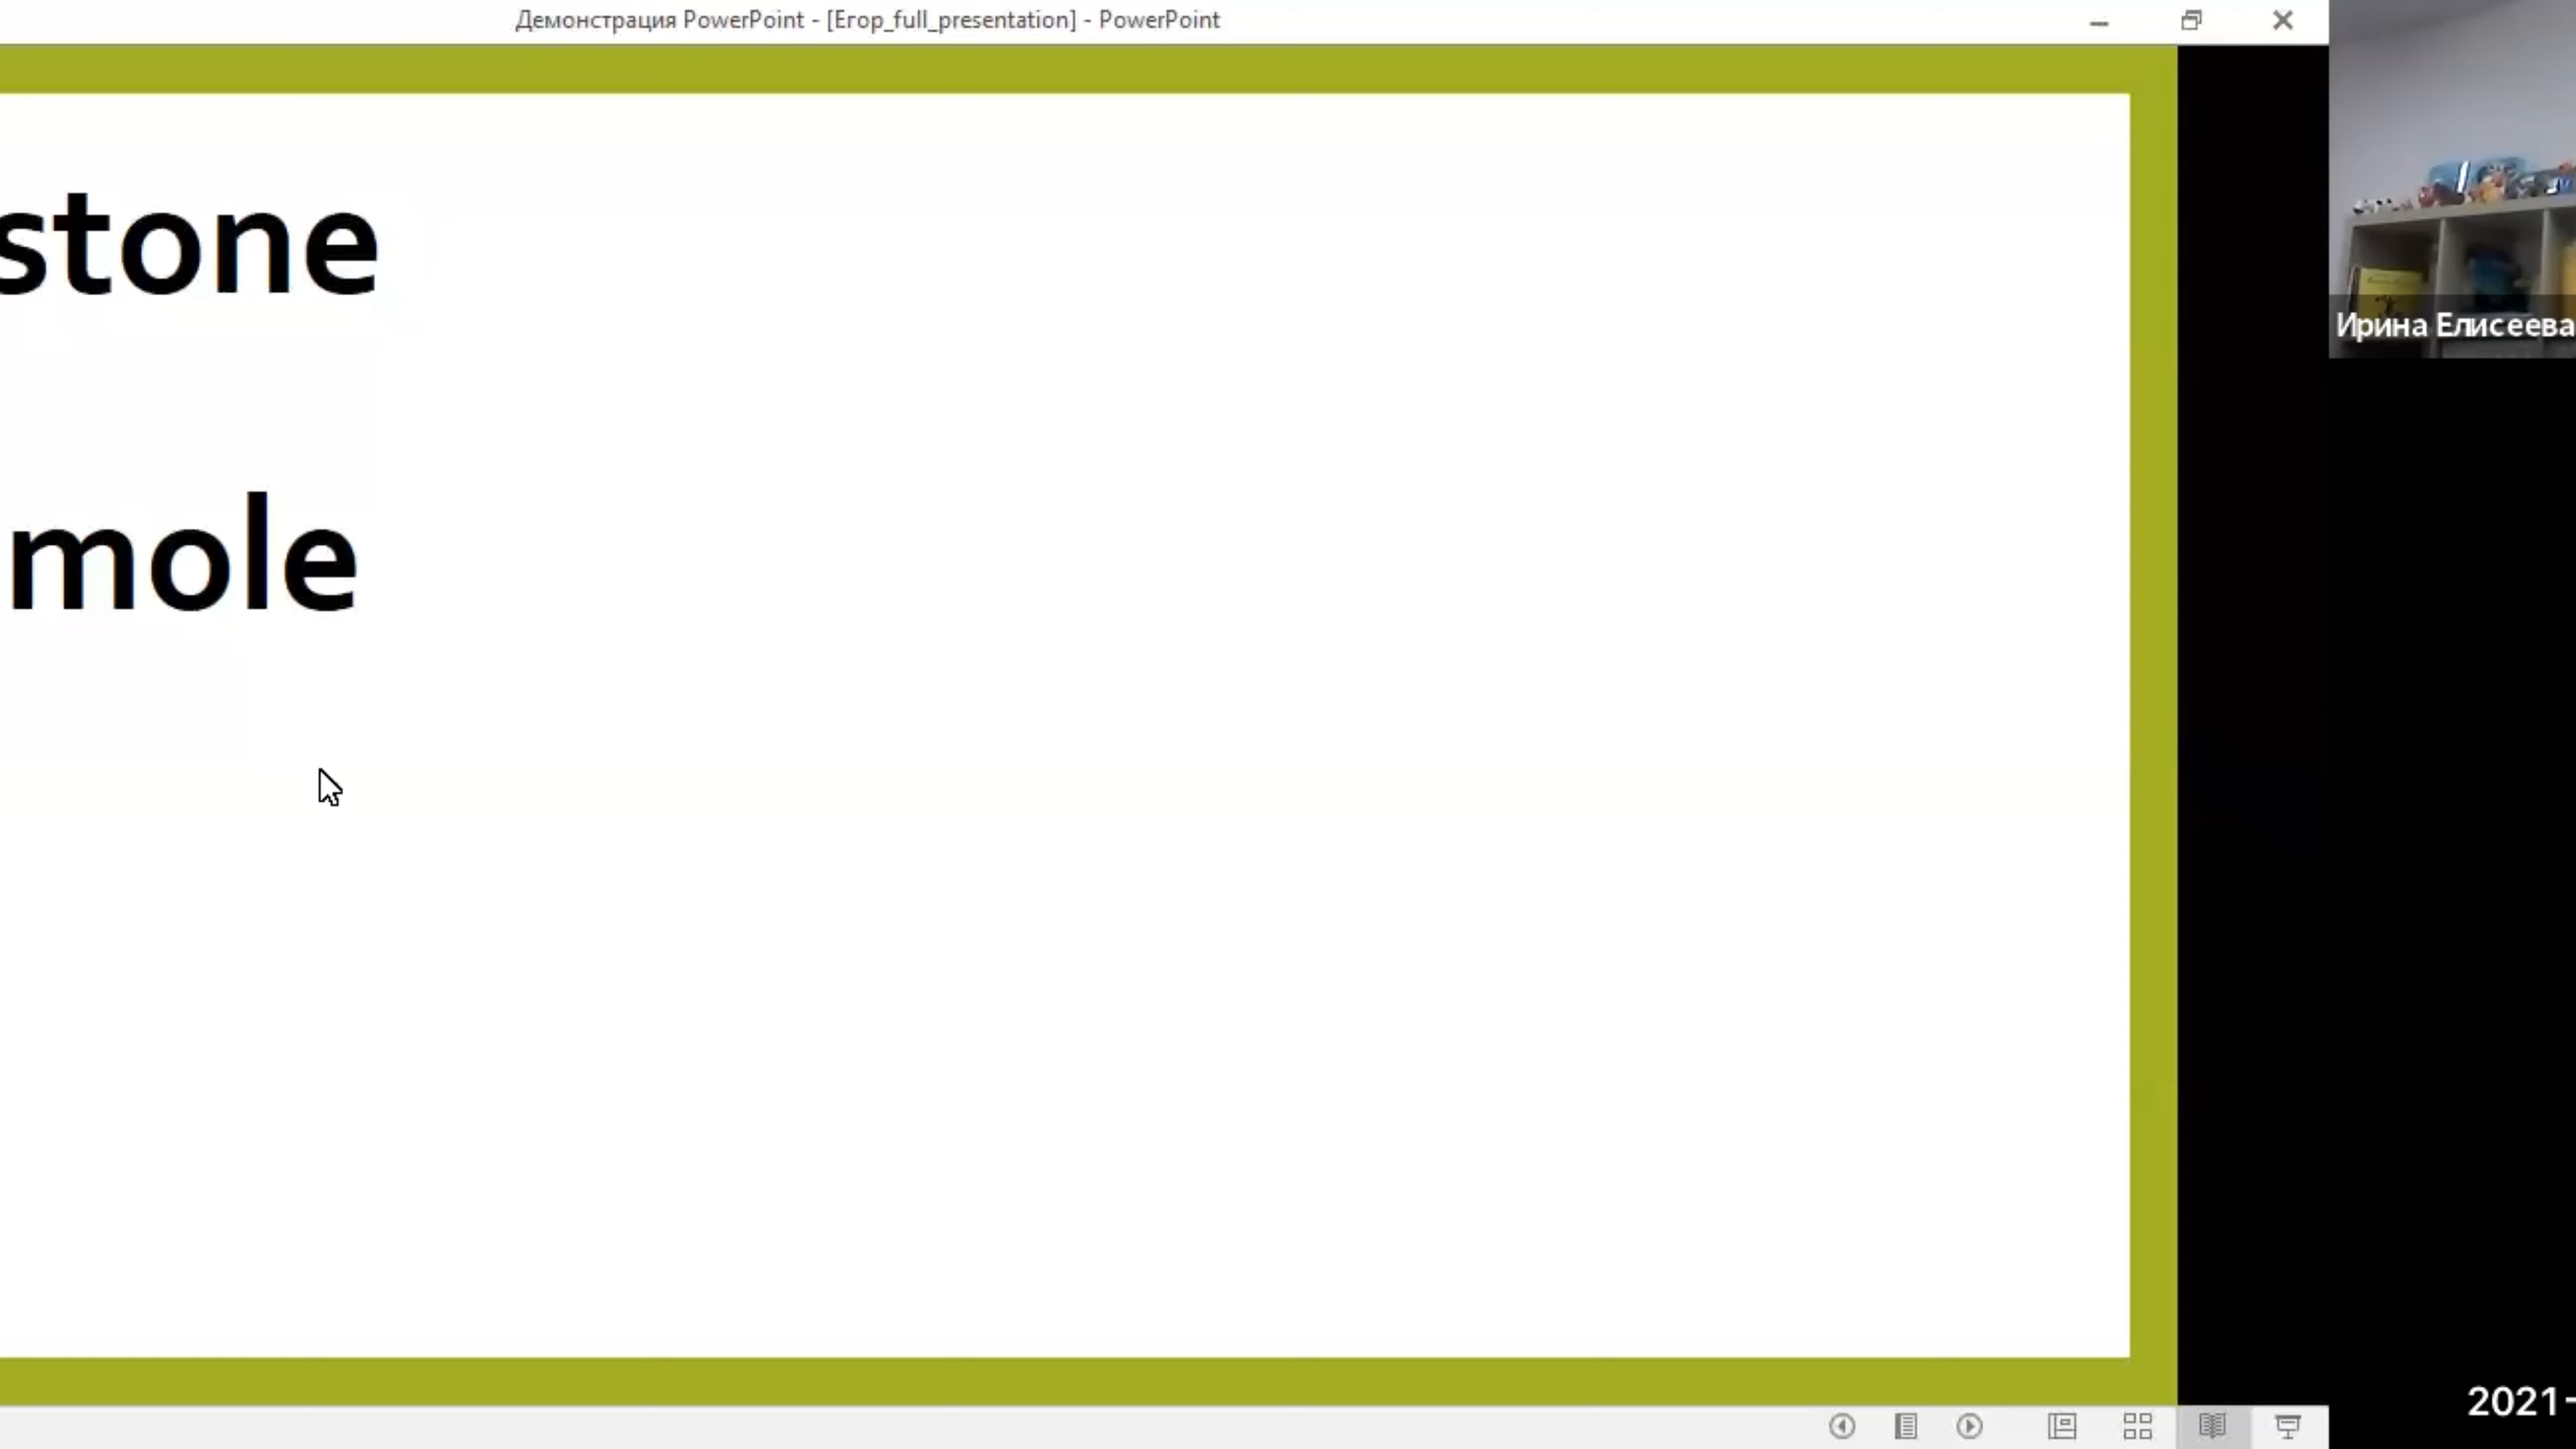 Демонстрация PowerPoint - [Егор_full_presentation] - PowerPoint
stone
mole
Ирина Елисеева
2021-